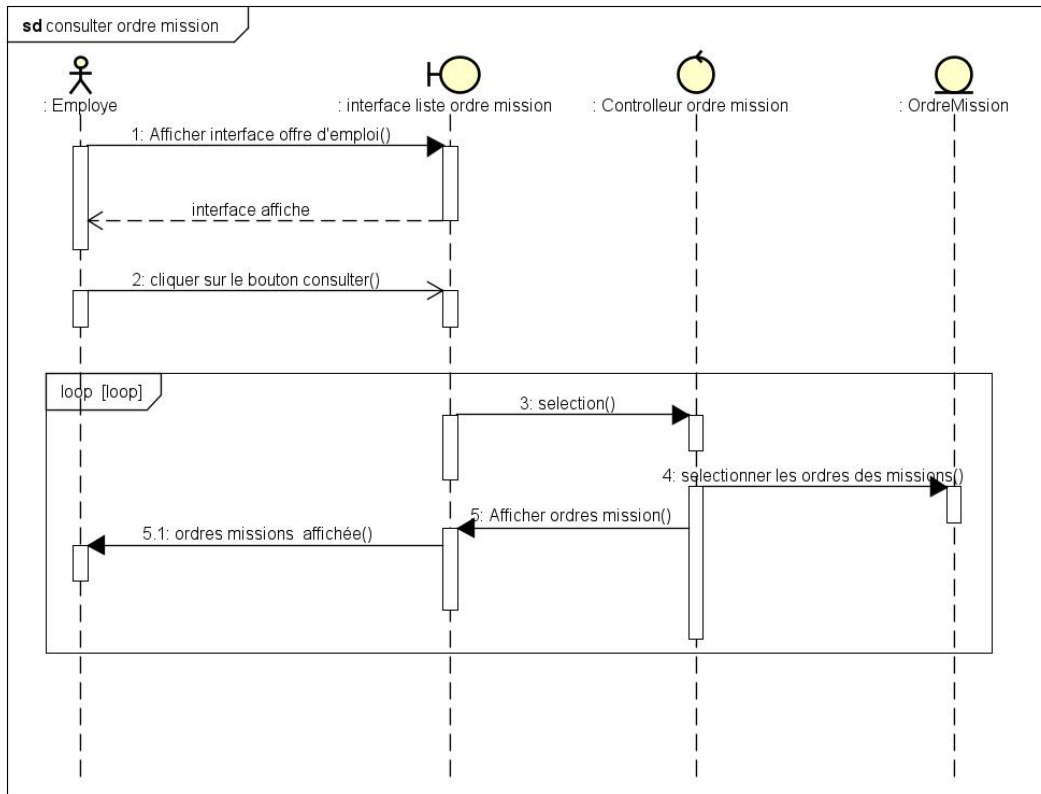 sd consulter ordre mission
: Employe
: interface liste ordre mission
: Controlleur ordre mission
: OrdreMission
1: Afficher interface offre d'emploi()
interface affiche
2: cliquer sur le bouton consulter()
loop [loop]
3: selection()
4: selectionner les ordres des missions()
5: Afficher ordres mission()
5.1: ordres missions affichée()